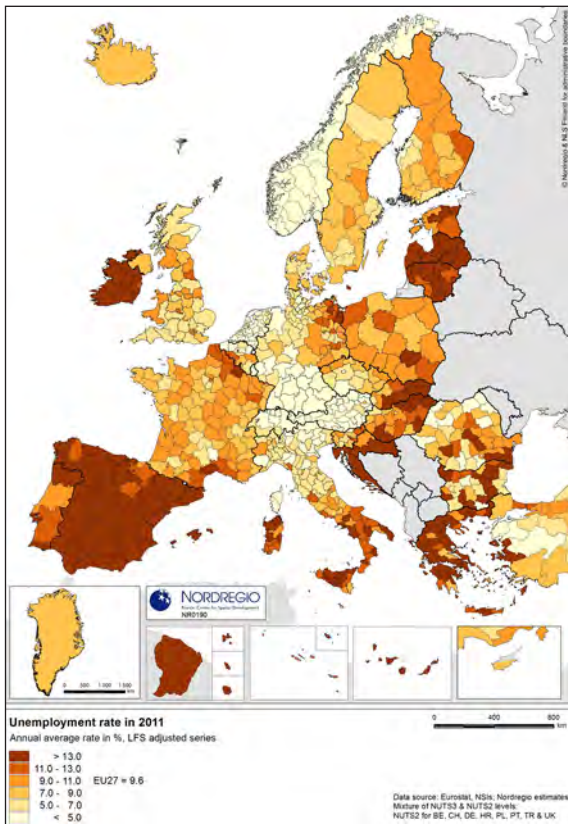 © Nordregio & NLS Finland for administrative boundaries
NORDREGIO
Nordic Centre for Spatial Development
NR0190
0 500 1 000 1 500
km
Unemployment rate in 2011
Annual average rate in %, LFS adjusted series
> 13.0
11.0 - 13.0
9.0 - 11.0
7.0 - 9.0
5.0 - 7.0
< 5.0
EU27 = 9.6
0 400 800
km
Data source: Eurostat, NSIs; Nordregio estimates
Mixture of NUTS3 & NUTS2 levels:
NUTS2 for BE, CH, DE, HR, PL, PT, TR & UK